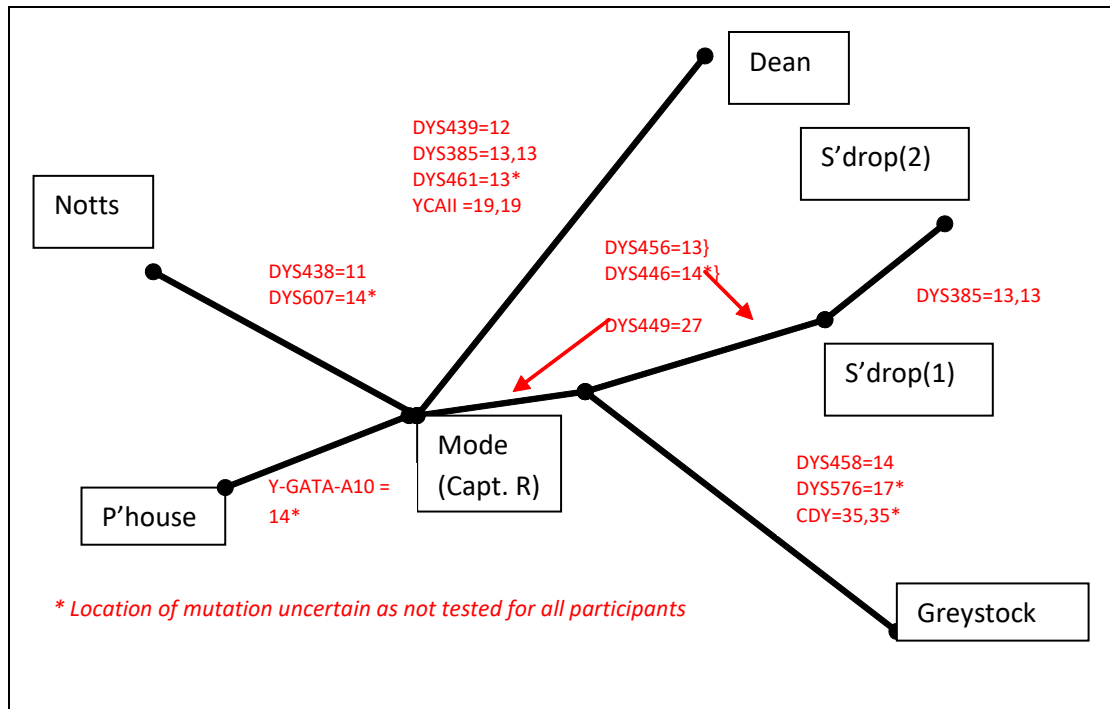 Dean
DYS439=12
DYS385=13,13
DYS461=13*
YCAII =19,19
S’drop(2)
Notts
DYS456=13}
DYS446=14*}
DYS438=11
DYS607=14*
DYS385=13,13
DYS449=27
S’drop(1)
Mode
(Capt. R)
DYS458=14
DYS576=17*
CDY=35,35*
Y-GATA-A10 =
14*
P’house
* Location of mutation uncertain as not tested for all participants
Greystock